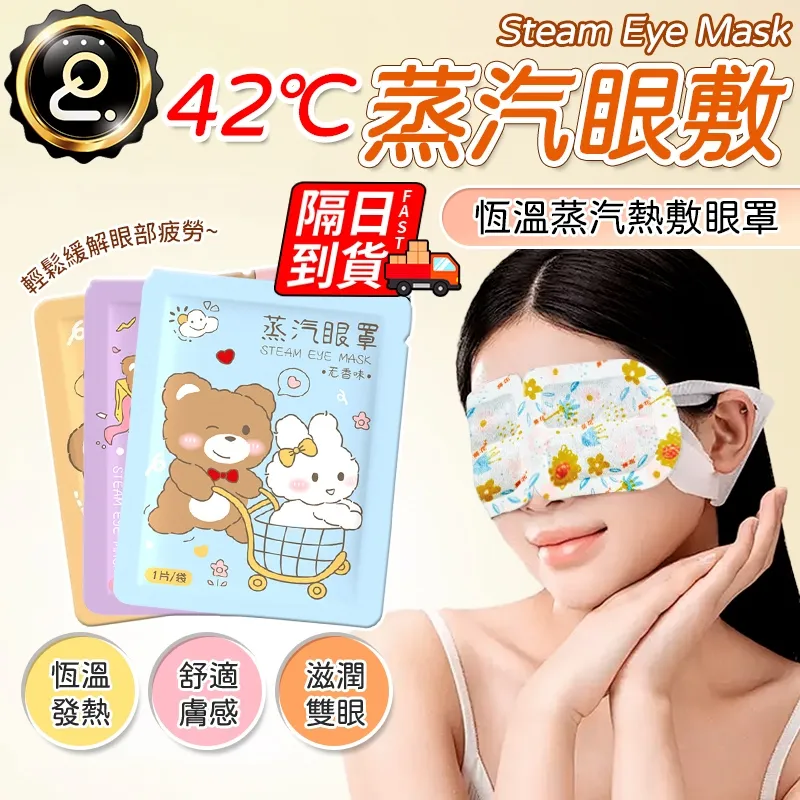 Steam Eye Mask
42℃
蒸汽眼敷
恆溫蒸汽熱敷眼罩
隔日
到貨
FAST
輕鬆緩解眼部疲勞~
蒸汽眼罩
STEAM EYE MASK
•无香味•
1片/袋
恆溫
發熱
舒適
膚感
滋潤
雙眼